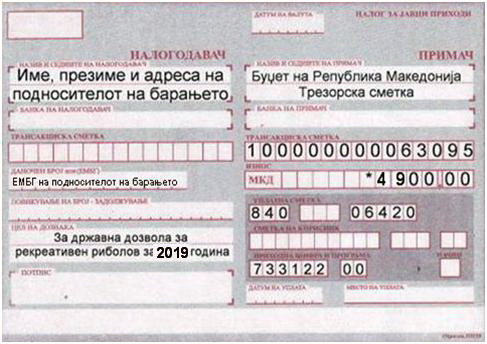 ДАТУМ НА ВАЛУТА
НАЛОГ ЗА ЈАВНИ ПРИХОДИ
НАЛОГОДАВАЧ
ПРИМАЧ
НАЗИВ И СЕДИШТЕ НА НАЛОГОДАВАЧ
Име, презиме и адреса на
подносителот на барањето
НАЗИВ И СЕДИШТЕ НА ПРИМАЧ
Буџет на Република Македонија
Трезорска сметка
БАНКА НА НАЛОГОДАВАЧ
БАНКА НА ПРИМАЧ
ТРАНСАКЦИСКА СМЕТКА
ТРАНСАКЦИСКА СМЕТКА
100000000063095
ДАНОЧЕН БРОЈ или (ЕМБГ)
ЕМБГ на подносителот на барањето
ИЗНОС
МКД *4900,00
ПОВИКУВАЊЕ НА БРОЈ - ЗАДОЛЖУВАЊЕ
УПЛАТНА СМЕТКА
840 06420
ЦЕЛ НА ДОЗНАКА
За државна дозвола за
рекреативен риболов за 2019 година
СМЕТКА НА КОРИСНИК
ПРИХОДНА ШИФРА И ПРОГРАМА
733122 00
ПОТПИС
ДАТУМ НА УПЛАТА
МЕСТО НА УПЛАТА